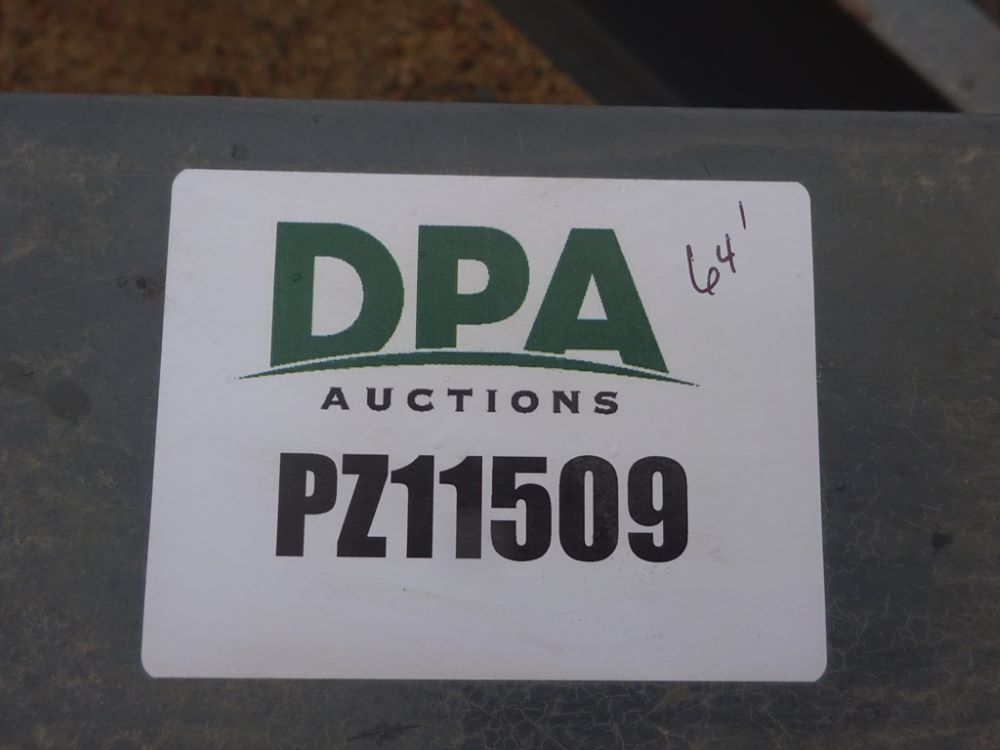 DPA
64'
AUCTIONS
PZ11509